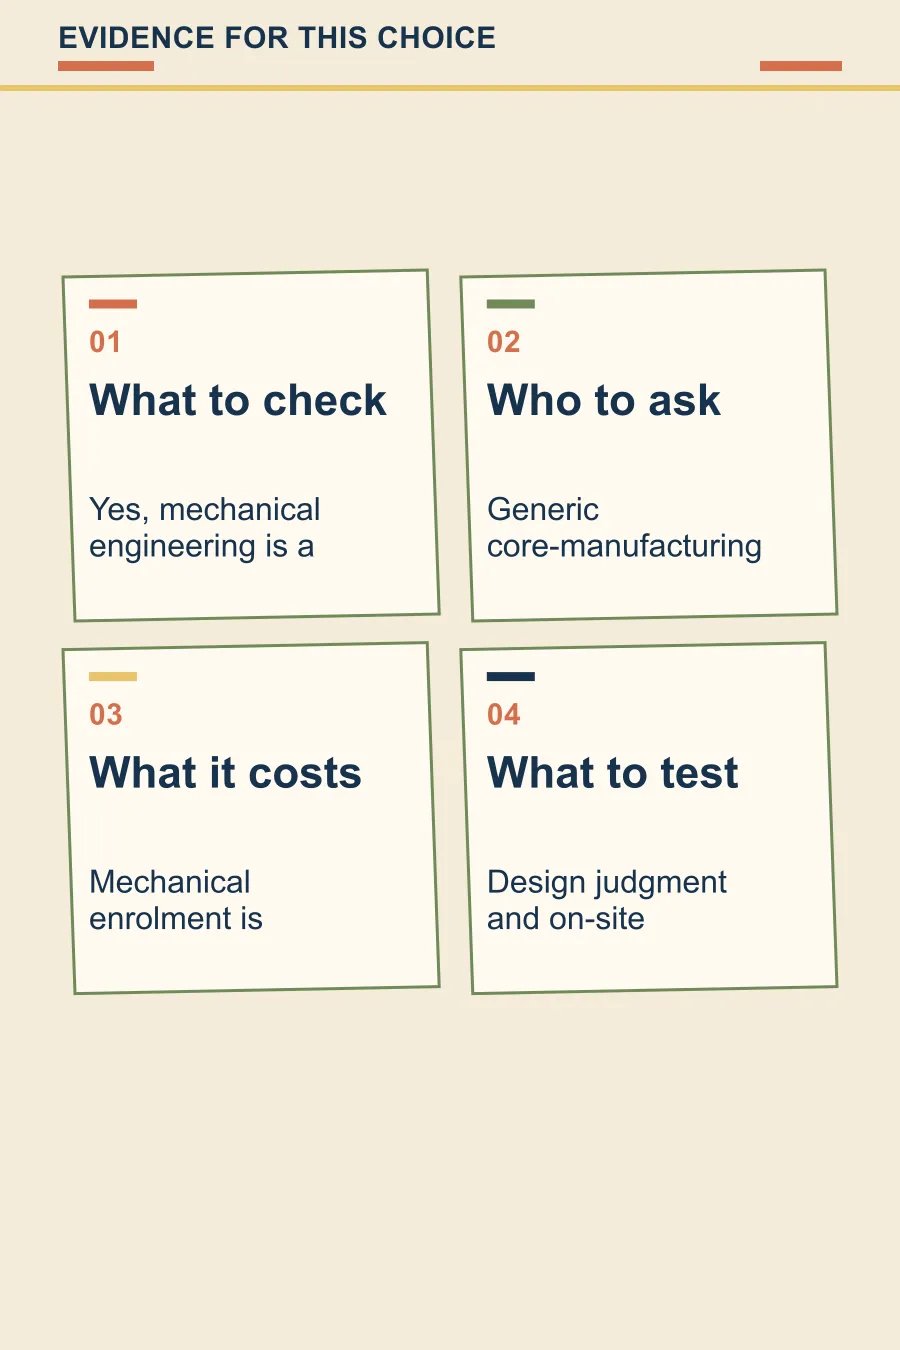 EVIDENCE FOR THIS CHOICE
01
What to check
Yes, mechanical
engineering is a
02
Who to ask
Generic
core-manufacturing
03
What it costs
Mechanical
enrolment is
04
What to test
Design judgment
and on-site